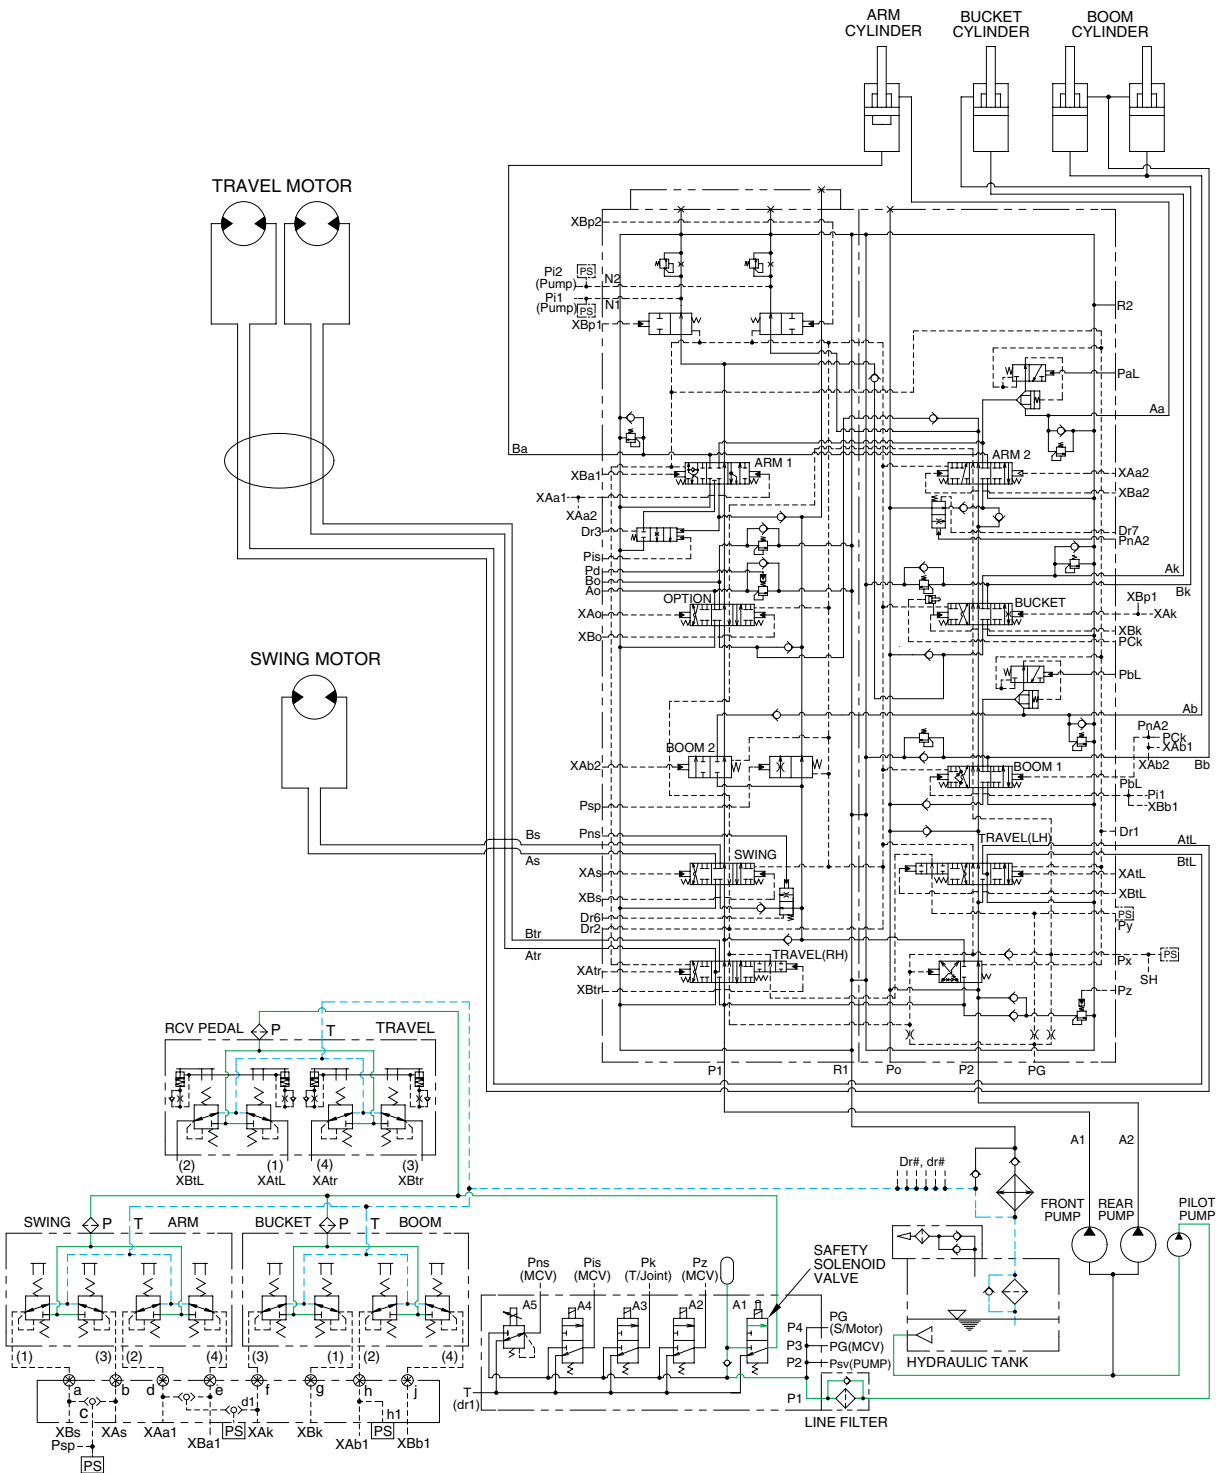 ARM
CYLINDER
BUCKET
CYLINDER
BOOM
CYLINDER
TRAVEL MOTOR
XBp2
Pi2
(Pump)
PS
N2
Pi1
(Pump)
PS
N1
XBp1
R2
PaL
Aa
Ba
ARM 1
ARM 2
XBa1
XAa2
XBa2
XAa1
XAa2
Dr3
Dr7
PnA2
Pis
Pd
Bo
Ao
Ak
Bk
OPTION
BUCKET
XBp1
XAo
XAk
XBo
XBk
PCk
SWING MOTOR
PbL
Ab
PnA2
PCk
XAb1
XAb2
Bb
BOOM 2
BOOM 1
XAb2
PbL
Pi1
XBb1
Psp
Bs
Pns
Dr1
As
SWING
TRAVEL(LH)
AtL
BtL
XAs
XAtL
XBs
XBtL
Dr6
Dr2
PS
Py
Btr
Atr
TRAVEL(RH)
Px
PS
SH
XAtr
XBtr
Pz
RCV PEDAL
P
T
TRAVEL
P1
R1
Po
P2
PG
A1
A2
(2)
(1)
(4)
(3)
XBtL
XAtL
XAtr
XBtr
Dr#, dr#
FRONT
PUMP
REAR
PUMP
PILOT
PUMP
SWING
P
T
ARM
BUCKET
P
T
BOOM
SAFETY
SOLENOID
VALVE
Pns
(MCV)
Pis
(MCV)
Pk
(T/Joint)
Pz
(MCV)
A5
A4
A3
A2
A1
P4
PG
(S/Motor)
P3
PG(MCV)
P2
Psv(PUMP)
P1
HYDRAULIC TANK
T
(dr1)
LINE FILTER
(1)
(3)
(2)
(4)
(3)
(1)
(2)
(4)
a
b
d
e
f
g
h
j
c
d1
h1
XBs
XAs
XAa1
XBa1
PS
XAk
XBk
XAb1
PS
XBb1
Psp
PS